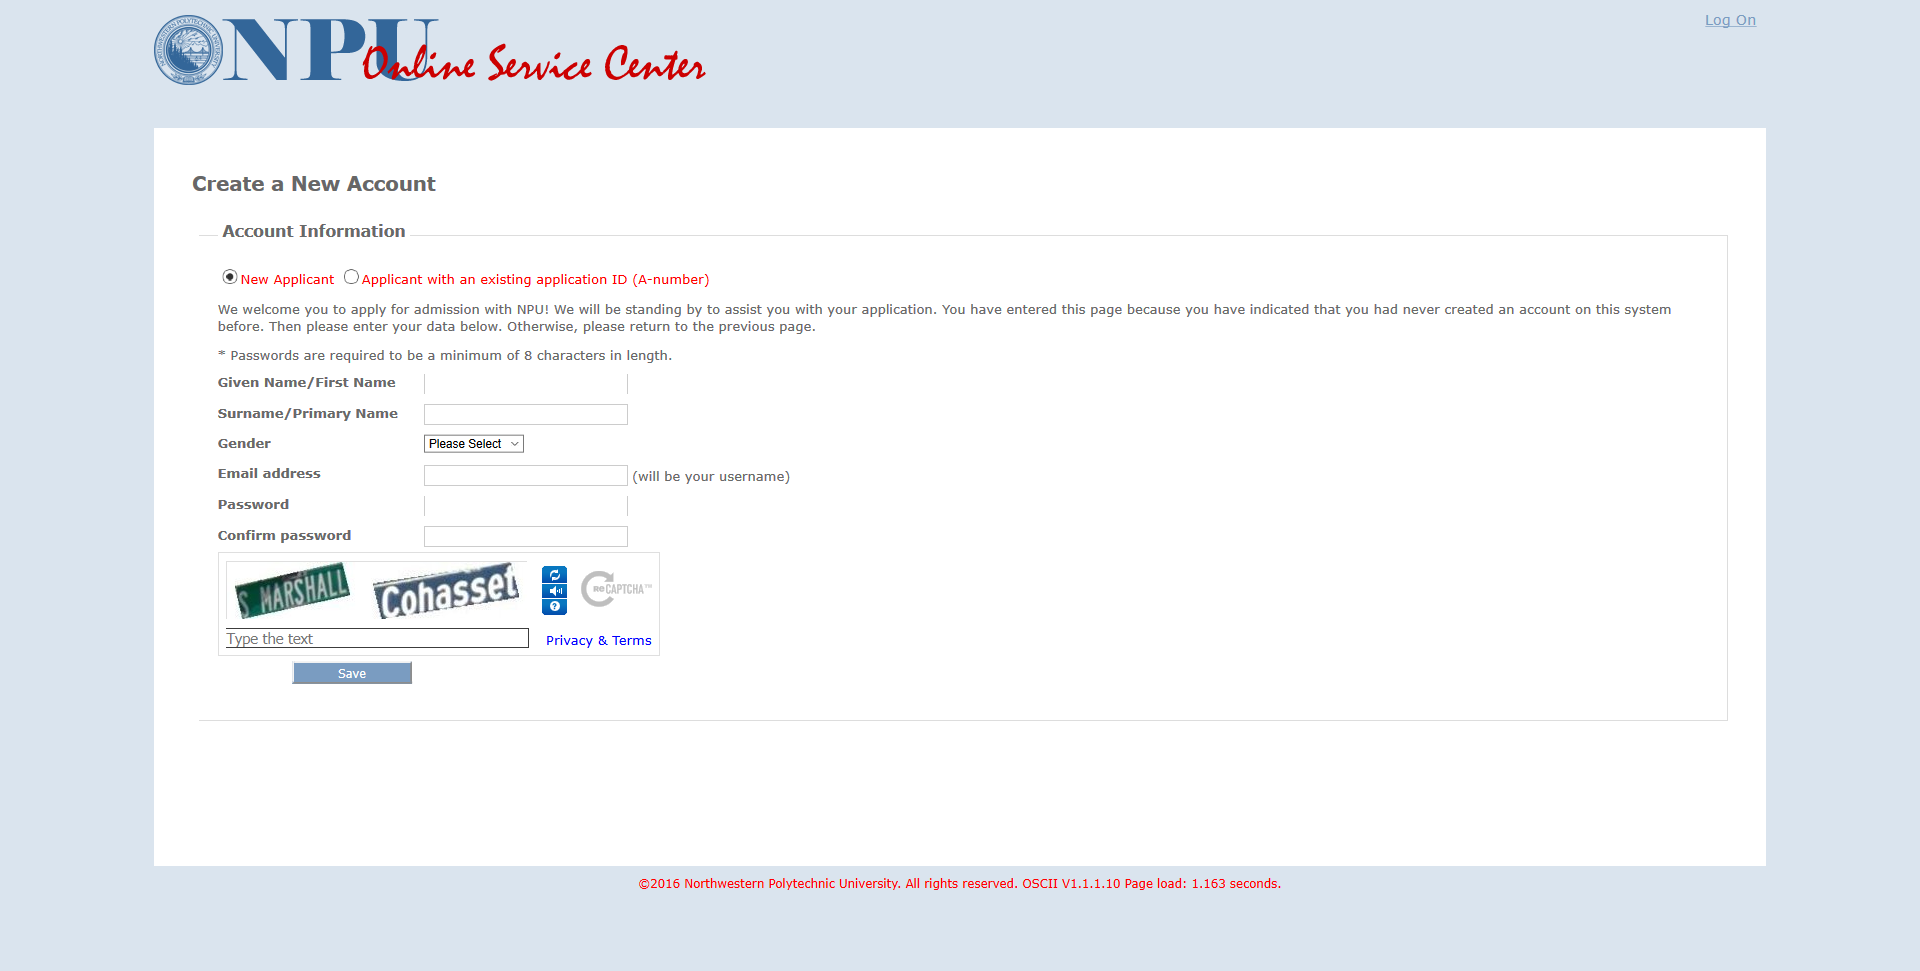 Log On
NPU Online Service Center
Create a New Account
Account Information
New Applicant Applicant with an existing application ID (A-number)
We welcome you to apply for admission with NPU! We will be standing by to assist you with your application. You have entered this page because you have indicated that you had never created an account on this system
before. Then please enter your data below. Otherwise, please return to the previous page.
* Passwords are required to be a minimum of 8 characters in length.
Given Name/First Name
Surname/Primary Name
Gender Please Select
Email address (will be your username)
Password
Confirm password
S MARSHALL Cohasset
? reCAPTCHA™
Type the text Privacy & Terms
Save
©2016 Northwestern Polytechnic University. All rights reserved. OSCII V1.1.1.10 Page load: 1.163 seconds.